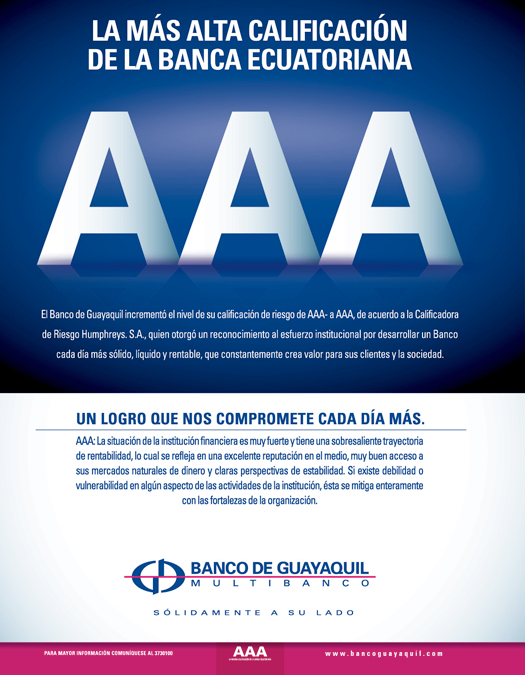 LA MÁS ALTA CALIFICACIÓN
DE LA BANCA ECUATORIANA
AAA
El Banco de Guayaquil incrementó el nivel de su calificación de riesgo de AAA- a AAA, de acuerdo a la Calificadora
de Riesgo Humphreys. S.A., quien otorgó un reconocimiento al esfuerzo institucional por desarrollar un Banco
cada día más sólido, líquido y rentable, que constantemente crea valor para sus clientes y la sociedad.
UN LOGRO QUE NOS COMPROMETE CADA DÍA MÁS.
AAA: La situación de la institución financiera es muy fuerte y tiene una sobresaliente trayectoria
de rentabilidad, lo cual se refleja en una excelente reputación en el medio, muy buen acceso a
sus mercados naturales de dinero y claras perspectivas de estabilidad. Si existe debilidad o
vulnerabilidad en algún aspecto de las actividades de la institución, ésta se mitiga enteramente
con las fortalezas de la organización.
BANCO DE GUAYAQUIL
MULTIBANCO
SÓLIDAMENTE A SU LADO
PARA MAYOR INFORMACIÓN COMUNÍQUESE AL 3730100
AAA
www.bancoguayaquil.com